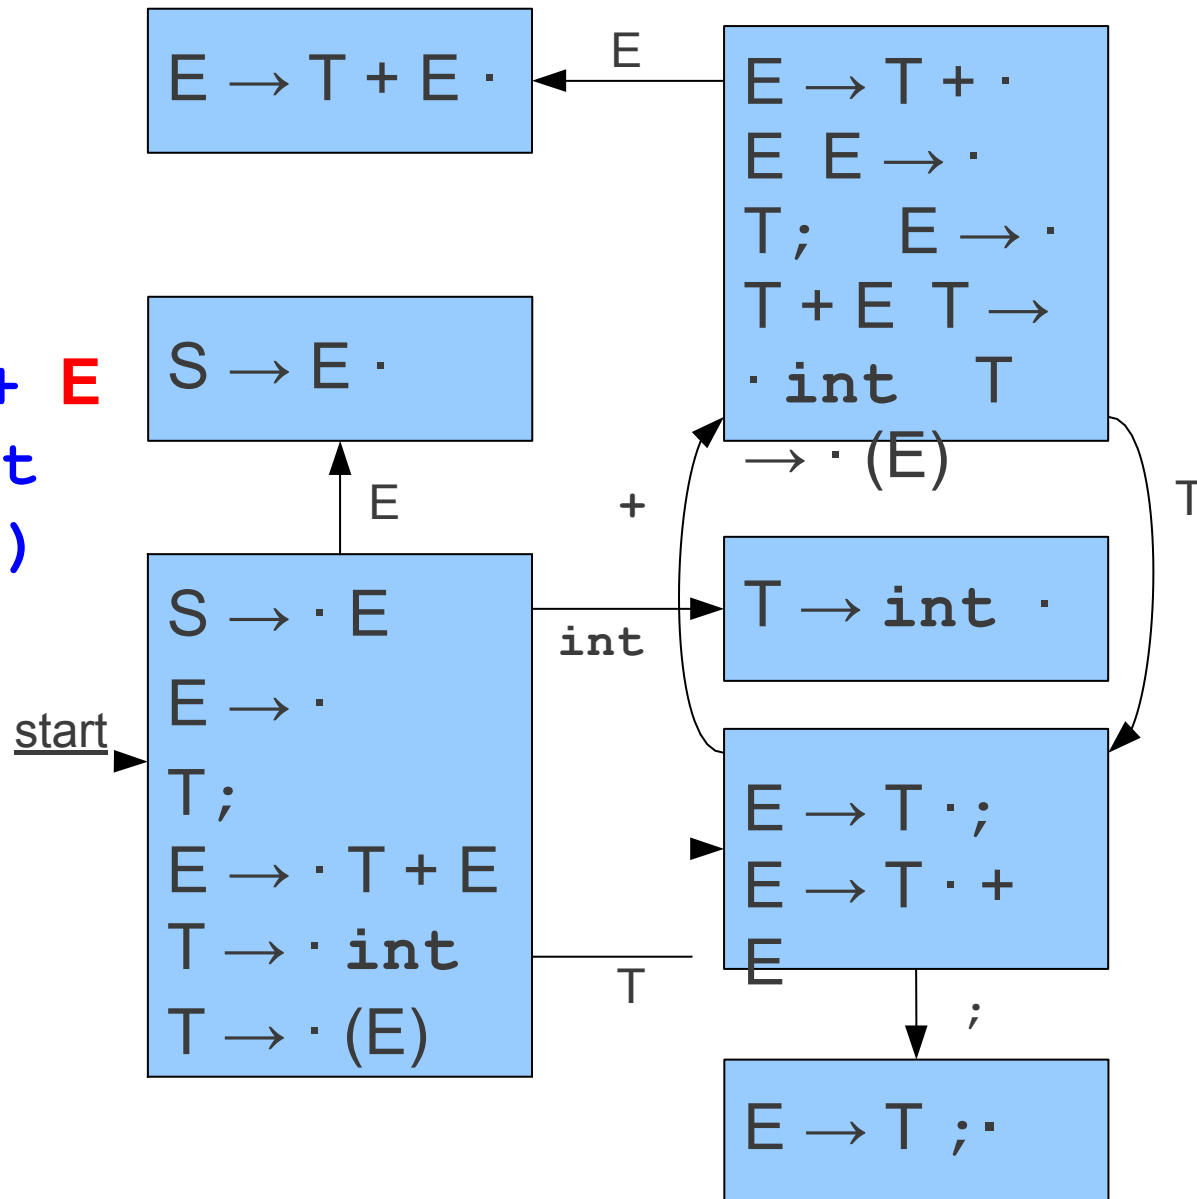 E → T + E ·
E
E → T + ·
E E → ·
T; E → ·
T + E T →
· int T
→ · (E)
S → E ·
+ E
t
)
E
+
T
S → · E
E → ·
T;
E → · T + E
T → · int
T → · (E)
start
int
T → int ·
T
E → T ·;
E → T · +
E
;
E → T ;·